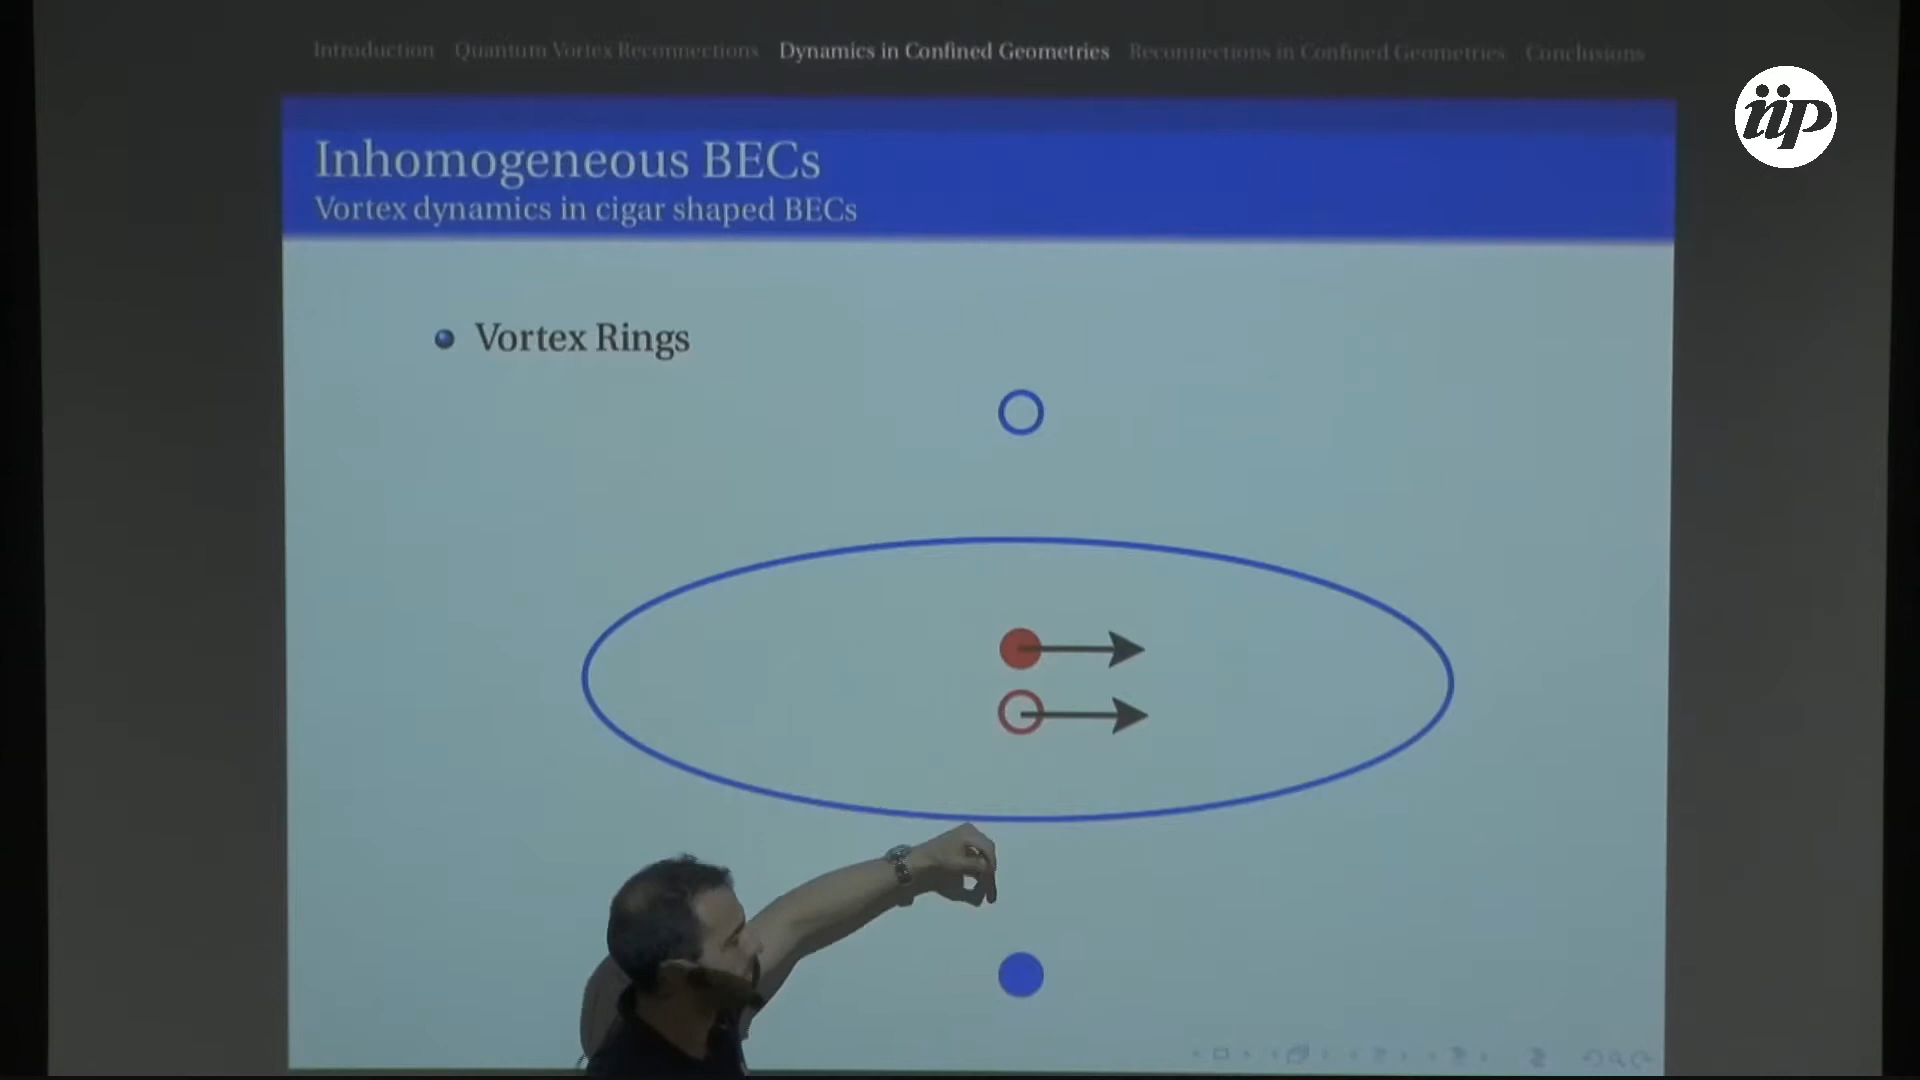 Introduction Quantum Vortex Reconnections Dynamics in Confined Geometries Reconnections in Confined Geometries Conclusions
iip
Inhomogeneous BECs
Vortex dynamics in cigar shaped BECs
Vortex Rings